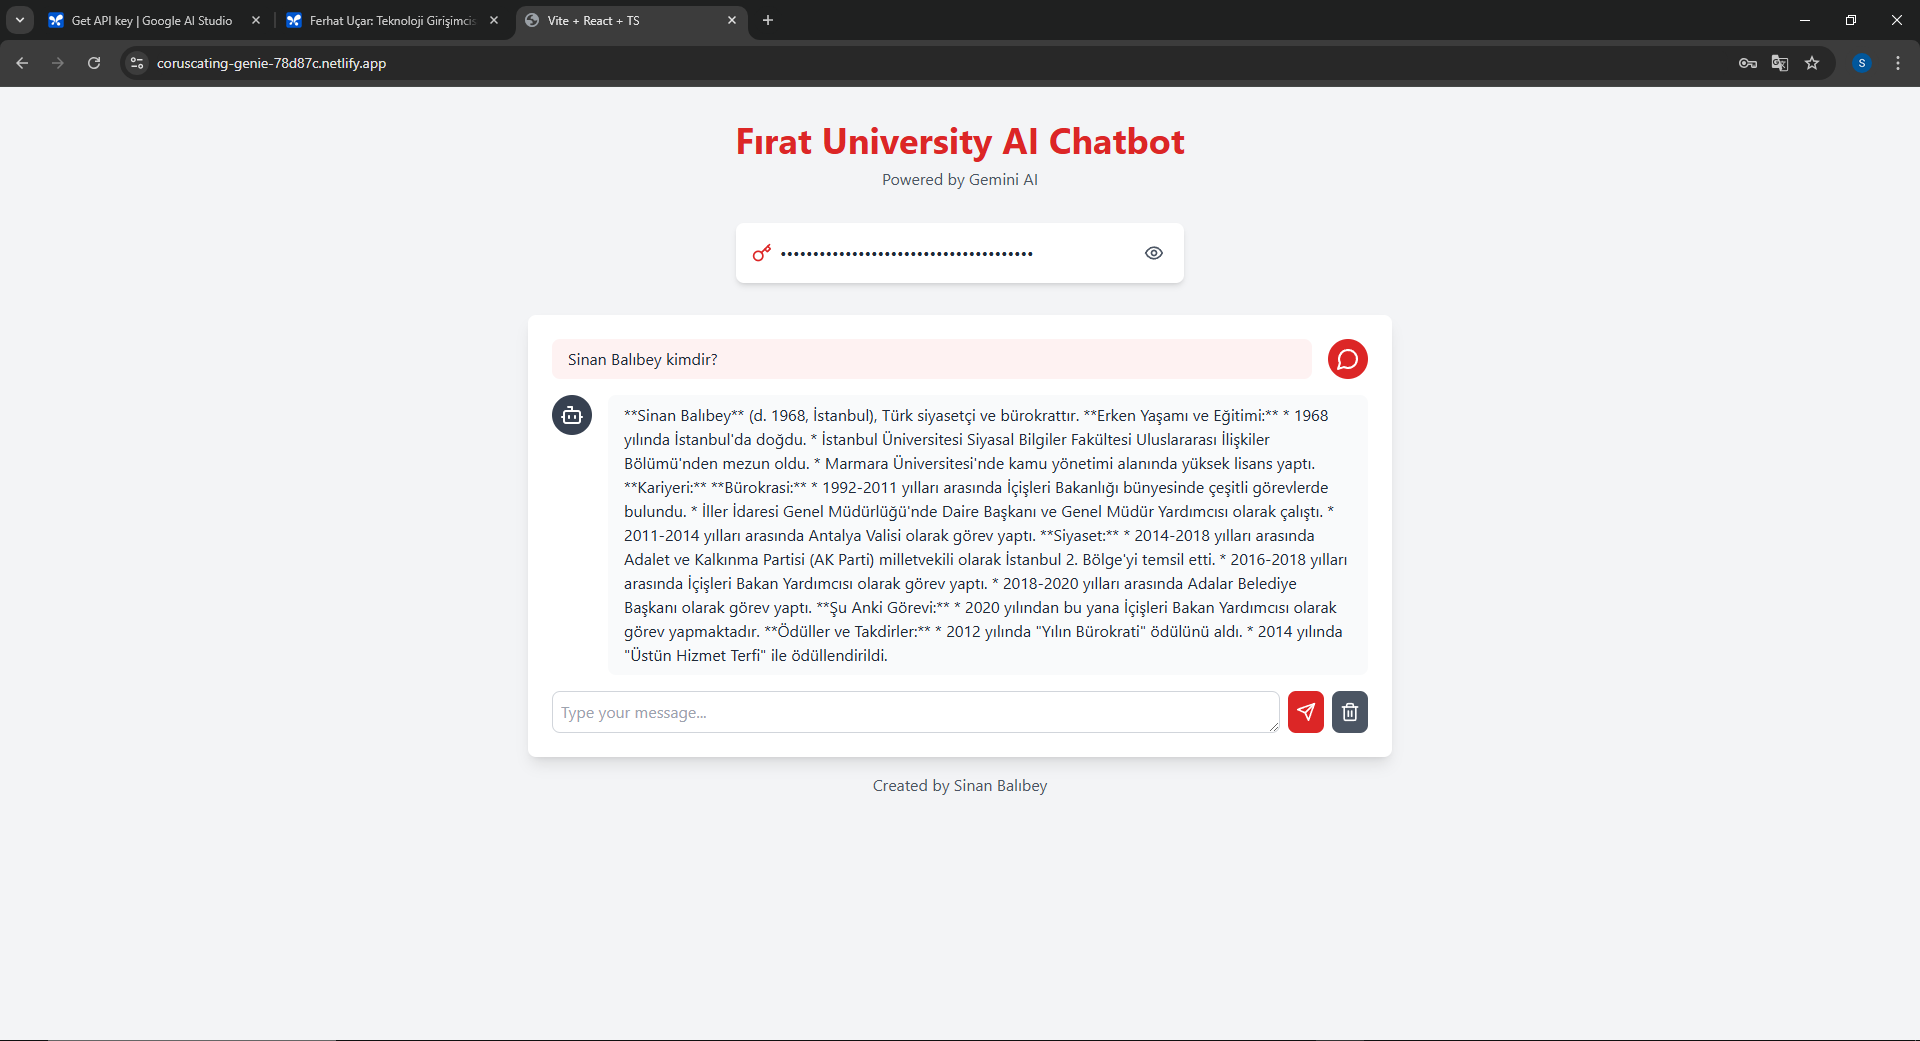 Get API key | Google AI Studio
Ferhat Uçar: Teknoloji Girişimcis
Vite + React + TS
coruscating-genie-78d87c.netlify.app
S
Fırat University AI Chatbot
Powered by Gemini AI
Sinan Balıbey kimdir?
**Sinan Balıbey** (d. 1968, İstanbul), Türk siyasetçi ve bürokrattır. **Erken Yaşamı ve Eğitimi:** * 1968
yılında İstanbul'da doğdu. * İstanbul Üniversitesi Siyasal Bilgiler Fakültesi Uluslararası İlişkiler
Bölümü'nden mezun oldu. * Marmara Üniversitesi'nde kamu yönetimi alanında yüksek lisans yaptı.
**Kariyeri:** **Bürokrasi:** * 1992-2011 yılları arasında İçişleri Bakanlığı bünyesinde çeşitli görevlerde
bulundu. * İller İdaresi Genel Müdürlüğü'nde Daire Başkanı ve Genel Müdür Yardımcısı olarak çalıştı. *
2011-2014 yılları arasında Antalya Valisi olarak görev yaptı. **Siyaset:** * 2014-2018 yılları arasında
Adalet ve Kalkınma Partisi (AK Parti) milletvekili olarak İstanbul 2. Bölge'yi temsil etti. * 2016-2018 yılları
arasında İçişleri Bakan Yardımcısı olarak görev yaptı. * 2018-2020 yılları arasında Adalar Belediye
Başkanı olarak görev yaptı. **Şu Anki Görevi:** * 2020 yılından bu yana İçişleri Bakan Yardımcısı olarak
görev yapmaktadır. **Ödüller ve Takdirler:** * 2012 yılında "Yılın Bürokrati" ödülünü aldı. * 2014 yılında
"Üstün Hizmet Terfi" ile ödüllendirildi.
Type your message...
Created by Sinan Balıbey